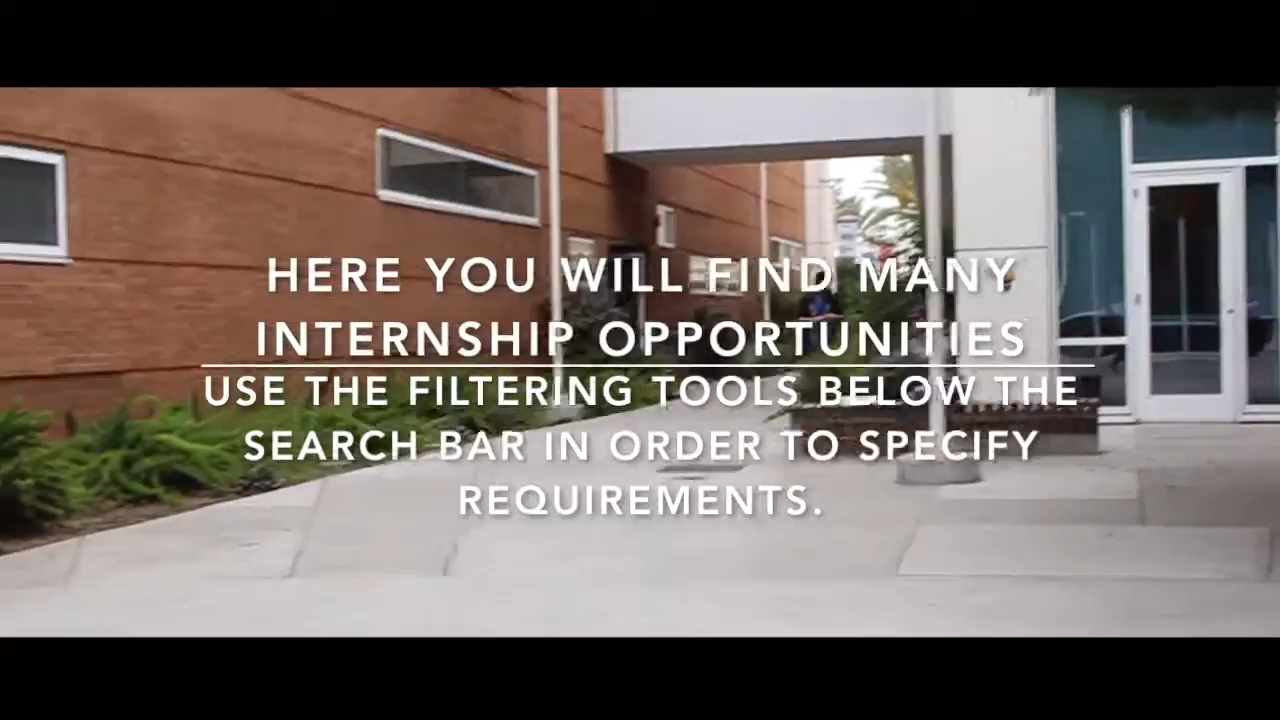 HERE YOU WILL FIND MANY
INTERNSHIP OPPORTUNITIES
USE THE FILTERING TOOLS BELOW THE
SEARCH BAR IN ORDER TO SPECIFY
REQUIREMENTS.